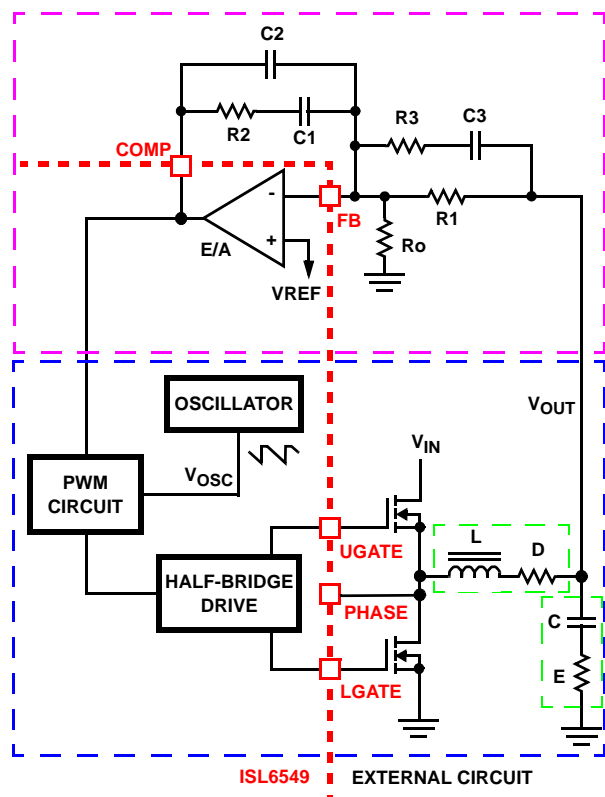 C2
R2
C1
R3
C3
COMP
-
+
E/A
FB
R1
Ro
VREF
OSCILLATOR
VOUT
VIN
PWM
CIRCUIT
VOSC
UGATE
L
D
HALF-BRIDGE
DRIVE
PHASE
C
E
LGATE
ISL6549
EXTERNAL CIRCUIT